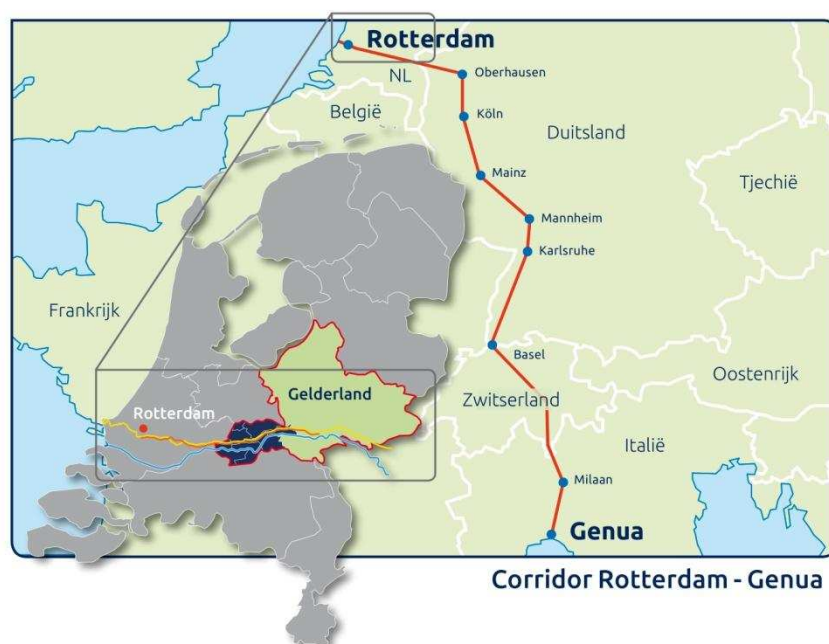 Rotterdam
NL
Oberhausen
België
Köln
Duitsland
Mainz
Tjechië
Mannheim
Karlsruhe
Frankrijk
Basel
Oostenrijk
Gelderland
Zwitserland
Rotterdam
Italië
Milaan
Genua
Corridor Rotterdam - Genua